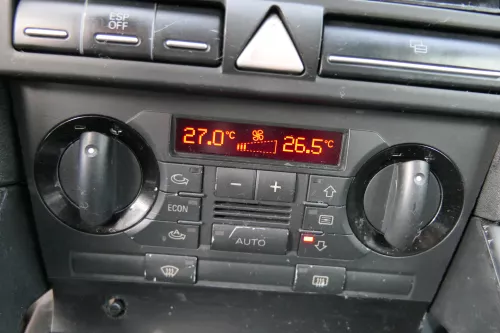 ESP
OFF
27.0°C 26.5°C
− +
ECON
AUTO